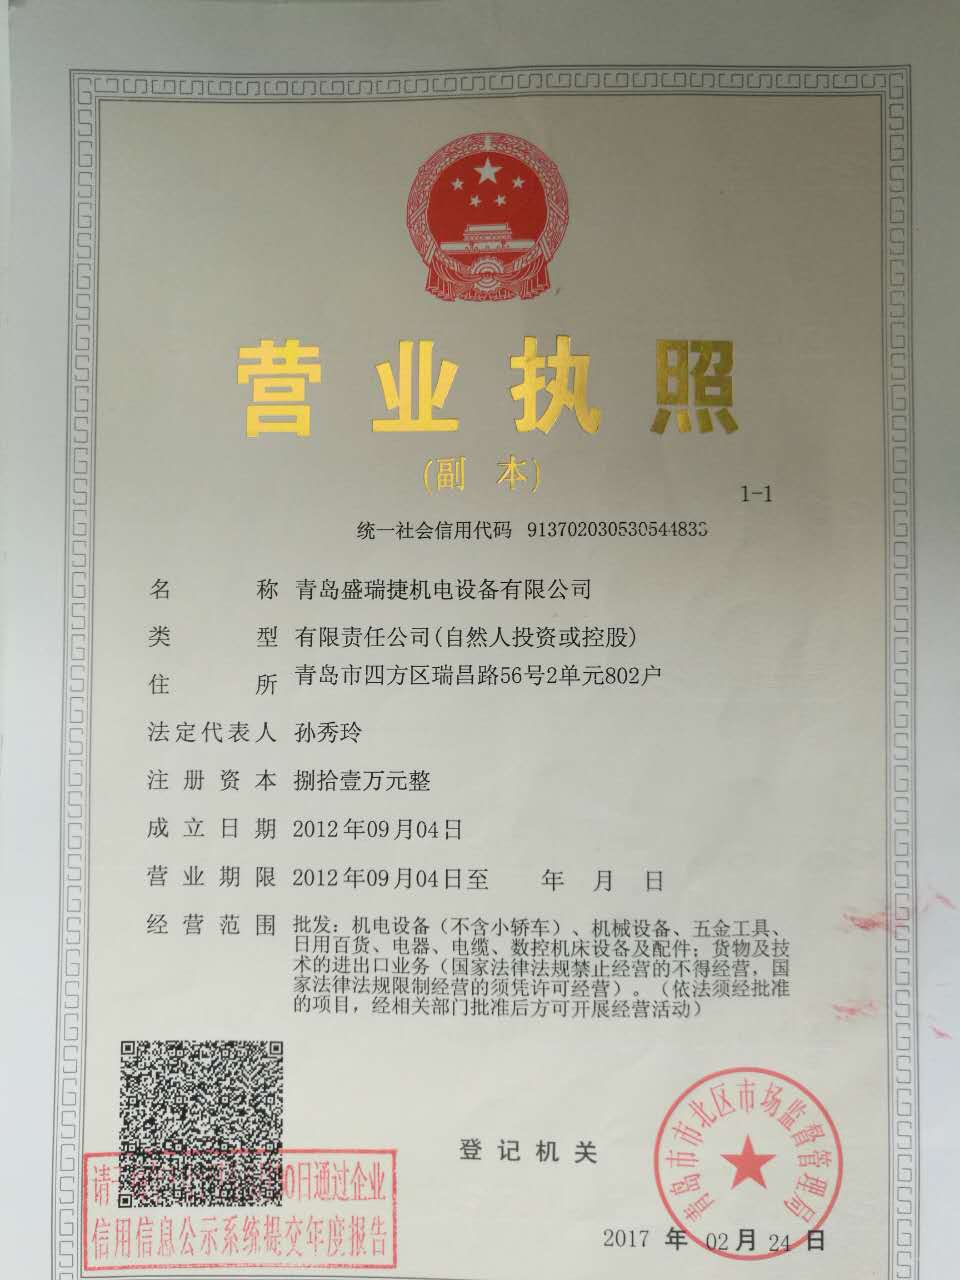 营业执照
(副 本)
1-1
统一社会信用代码 913702030530544833
名 称 青岛盛瑞捷机电设备有限公司
类 型 有限责任公司(自然人投资或控股)
住 所 青岛市四方区瑞昌路56号2单元802户
法定代表人 孙秀玲
注册资本 捌拾壹万元整
成立日期 2012年09月04日
营业期限 2012年09月04日至 年 月 日
经营范围 批发：机电设备（不含小轿车）、机械设备、五金工具、
日用百货、电器、电缆、数控机床设备及配件；货物及技
术的进出口业务（国家法律法规禁止经营的不得经营，国
家法律法规限制经营的须凭许可经营）。（依法须经批准
的项目，经相关部门批准后方可开展经营活动）
请 0日通过企业
信用信息公示系统提交年度报告
登记机关
青岛市市北区市场监督管理局
2017 年 02 月 24 日